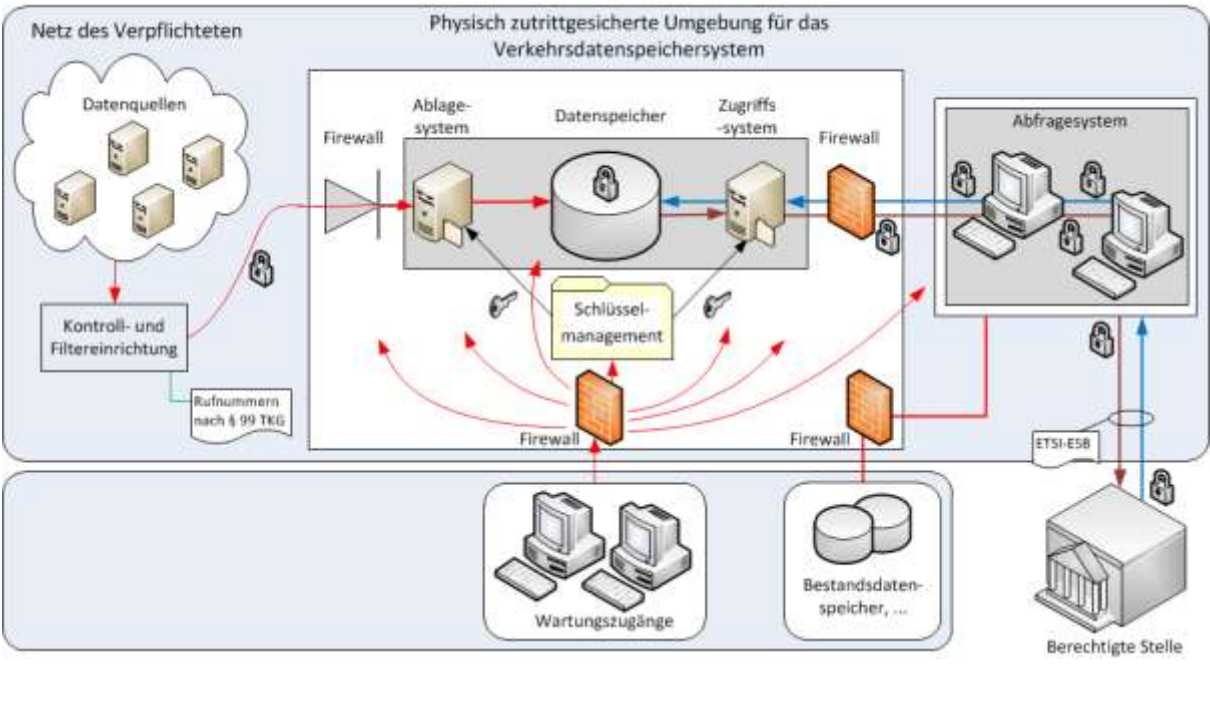 Netz des Verpflichteten
Physisch zutrittgesicherte Umgebung für das
Verkehrsdatenspeichersystem
Datenquellen
Firewall
Ablage-
system
Datenspeicher
Zugriffs
-system
Firewall
Abfragesystem
Kontroll- und
Filtereinrichtung
Schlüssel-
management
Rufnummern
nach § 99 TKG
Firewall
Firewall
ETSI-ESB
Wartungszugänge
Bestandsdaten-
speicher, ...
Berechtigte Stelle